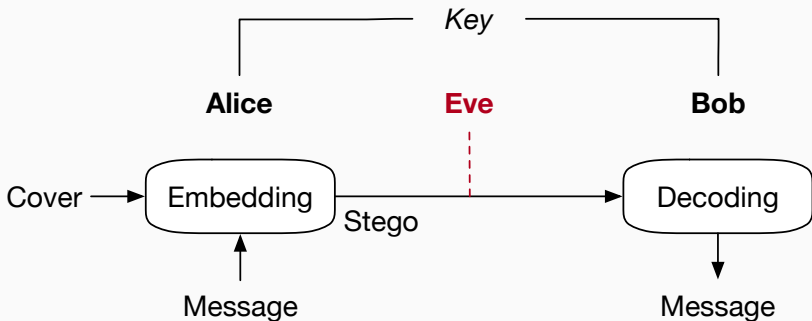 Key
Alice Eve Bob
Cover Embedding Decoding
Stego
Message Message